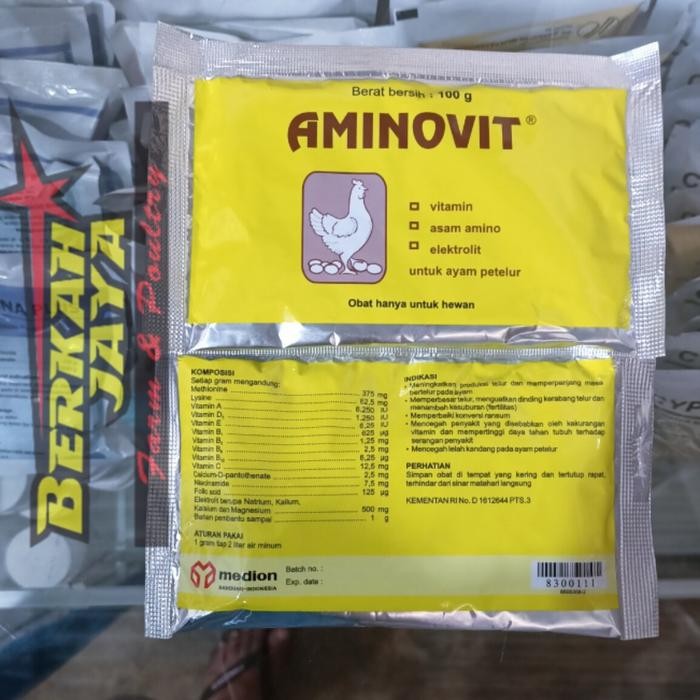 BERKAH
JAYA
Farm & Poultry
Berat bersih : 100 g
AMINOVIT®
vitamin
asam amino
elektrolit
untuk ayam petelur
Obat hanya untuk hewan
KOMPOSISI
Setiap gram mengandung:
Methionine 375 mg
Lysine 62,5 mg
Vitamin A 6.250 IU
Vitamin D₃ 1.250 IU
Vitamin E 6,25 IU
Vitamin B₁ 625 µg
Vitamin B₂ 1,25 mg
Vitamin B₆ 2,5 mg
Vitamin B₁₂ 6,25 µg
Vitamin C 12,5 mg
Calcium-D-pantothenate 2,5 mg
Niacinamide 7,5 mg
Folic acid 125 µg
Elektrolit berupa Natrium, Kalium,
Kalsium dan Magnesium 500 mg
Bahan pembantu sampai 1 g
ATURAN PAKAI
1 gram tiap 2 liter air minum
medion
BANDUNG-INDONESIA
Batch no. :
Exp. date :
INDIKASI
• Meningkatkan produksi telur dan memperpanjang masa
bertelur pada ayam
• Memperbesar telur, menguatkan dinding kerabang telur dan
menambah kesuburan (fertilitas)
• Memperbaiki konversi ransum
• Mencegah penyakit yang disebabkan oleh kekurangan
vitamin dan mempertinggi daya tahan tubuh terhadap
serangan penyakit
• Mencegah lelah kandang pada ayam petelur
PERHATIAN
Simpan obat di tempat yang kering dan tertutup rapat,
terhindar dari sinar matahari langsung
KEMENTAN RI No. D 1612644 PTS.3
8300111